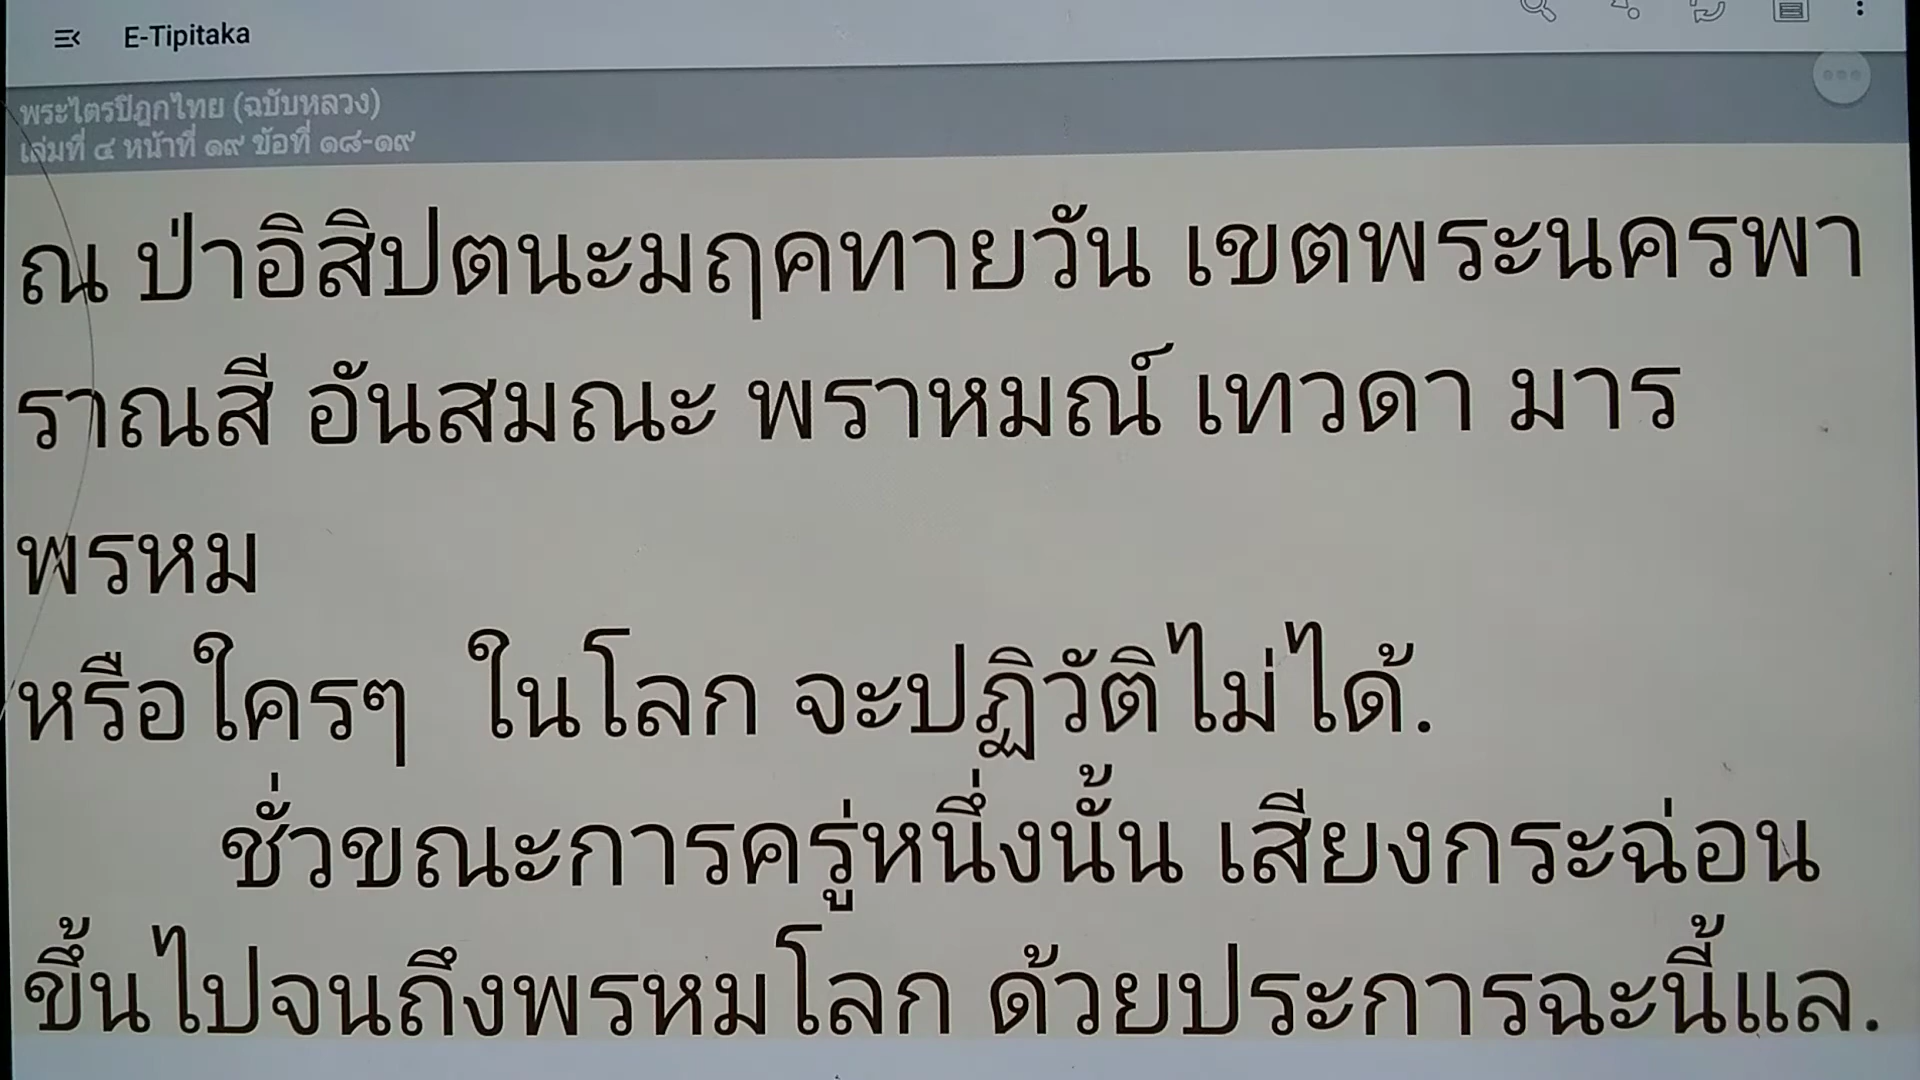 E-Tipitaka
พระไตรปิฎกไทย (ฉบับหลวง)
เล่มที่ ๔ หน้าที่ ๑๙ ข้อที่ ๑๘-๑๙
ณ ป่าอิสิปตนะมฤคทายวัน เขตพระนครพา
ราณสี อันสมณะ พราหมณ์ เทวดา มาร
พรหม
หรือใครๆ ในโลก จะปฏิวัติไม่ได้.
ชั่วขณะการครู่หนึ่งนั้น เสียงกระฉ่อน
ขึ้นไปจนถึงพรหมโลก ด้วยประการฉะนี้แล.